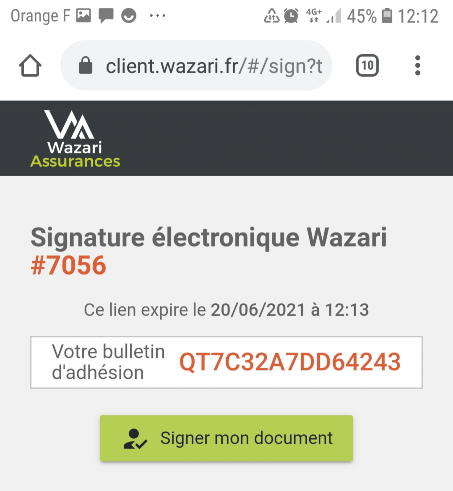 Orange F ... 4G+ 45% 12:12
client.wazari.fr/#/sign?t 10
Wazari
Assurances
Signature électronique Wazari
#7056
Ce lien expire le 20/06/2021 à 12:13
Votre bulletin
d'adhésion
QT7C32A7DD64243
Signer mon document